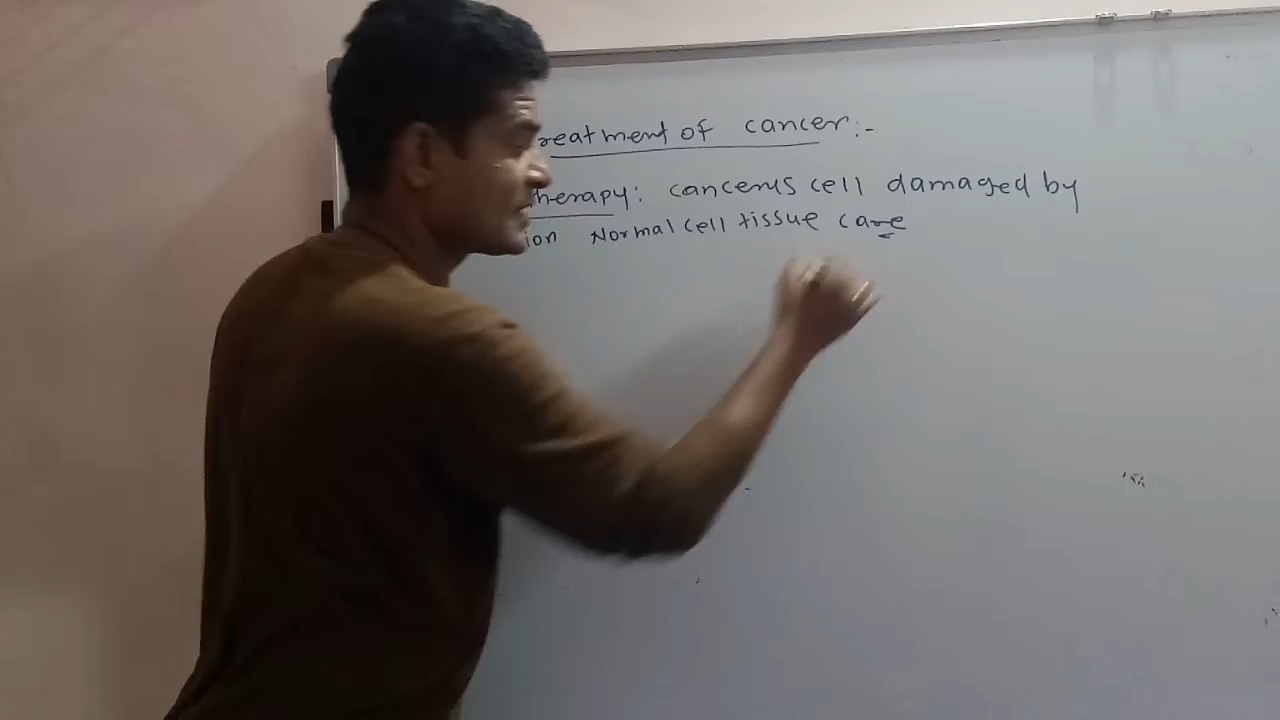 reatment of cancer:-
herapy: cancerus cell damaged by
ion Normal cell tissue care